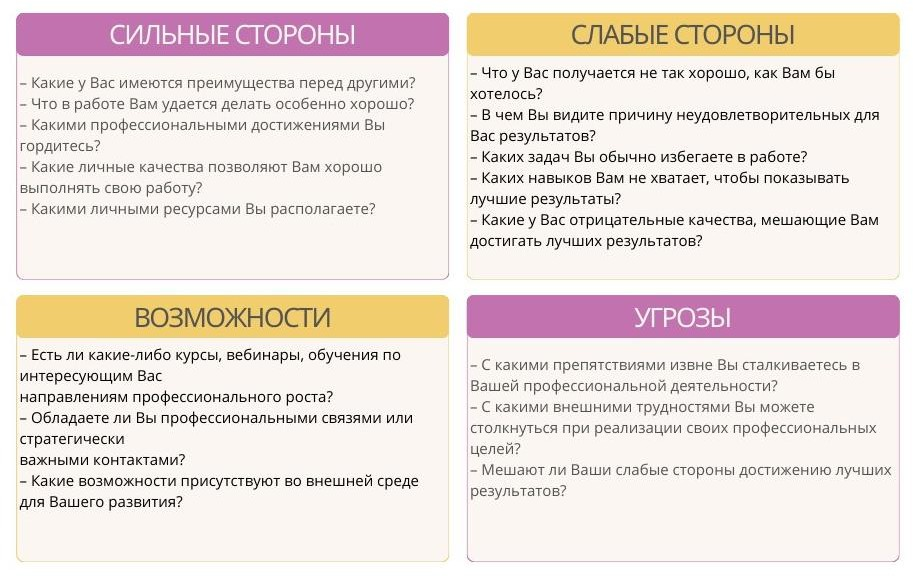 СИЛЬНЫЕ СТОРОНЫ
– Какие у Вас имеются преимущества перед другими?
– Что в работе Вам удается делать особенно хорошо?
– Какими профессиональными достижениями Вы
гордитесь?
– Какие личные качества позволяют Вам хорошо
выполнять свою работу?
– Какими личными ресурсами Вы располагаете?
СЛАБЫЕ СТОРОНЫ
– Что у Вас получается не так хорошо, как Вам бы
хотелось?
– В чем Вы видите причину неудовлетворительных для
Вас результатов?
– Каких задач Вы обычно избегаете в работе?
– Каких навыков Вам не хватает, чтобы показывать
лучшие результаты?
– Какие у Вас отрицательные качества, мешающие Вам
достигать лучших результатов?
ВОЗМОЖНОСТИ
– Есть ли какие-либо курсы, вебинары, обучения по
интересующим Вас
направлениям профессионального роста?
– Обладаете ли Вы профессиональными связями или
стратегически
важными контактами?
– Какие возможности присутствуют во внешней среде
для Вашего развития?
УГРОЗЫ
– С какими препятствиями извне Вы сталкиваетесь в
Вашей профессиональной деятельности?
– С какими внешними трудностями Вы можете
столкнуться при реализации своих профессиональных
целей?
– Мешают ли Ваши слабые стороны достижению лучших
результатов?